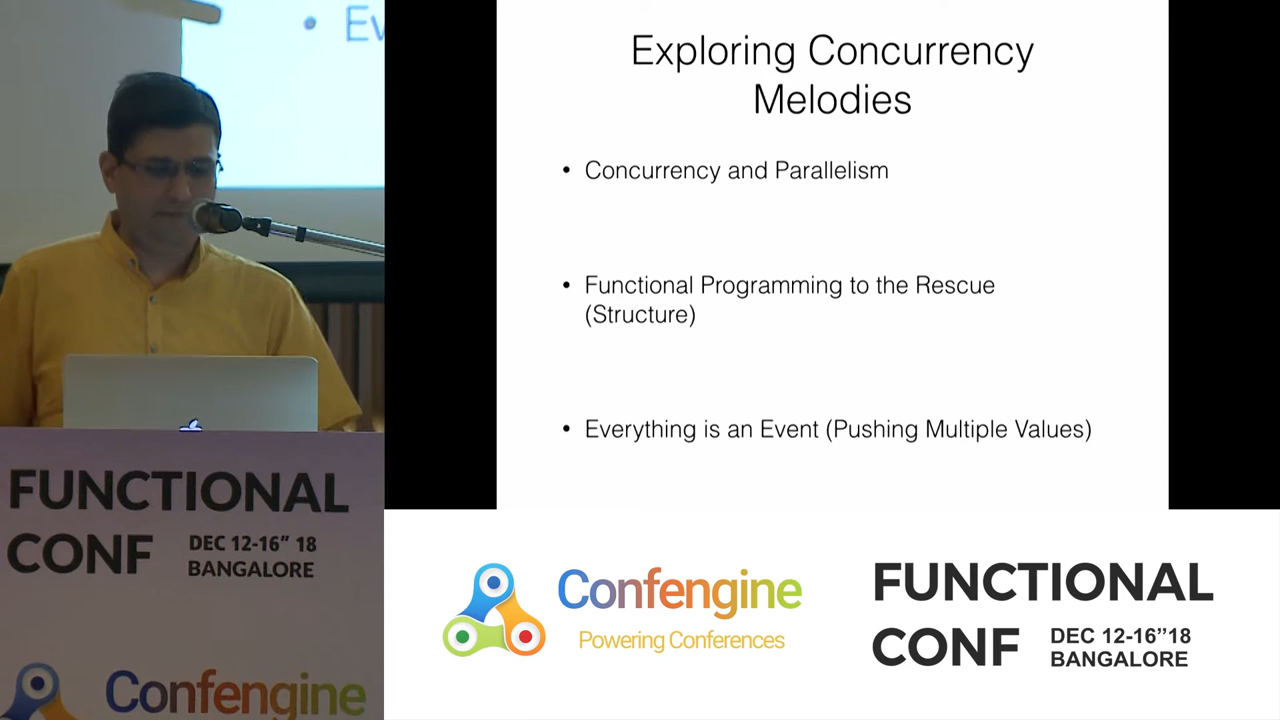 Ev
Exploring Concurrency
Melodies
• Concurrency and Parallelism
• Functional Programming to the Rescue
(Structure)
• Everything is an Event (Pushing Multiple Values)
FUNCTIONAL
CONF DEC 12-16” 18
BANGALORE
Confengine
Confengine
Powering Conferences
FUNCTIONAL
CONF DEC 12-16”18
BANGALORE